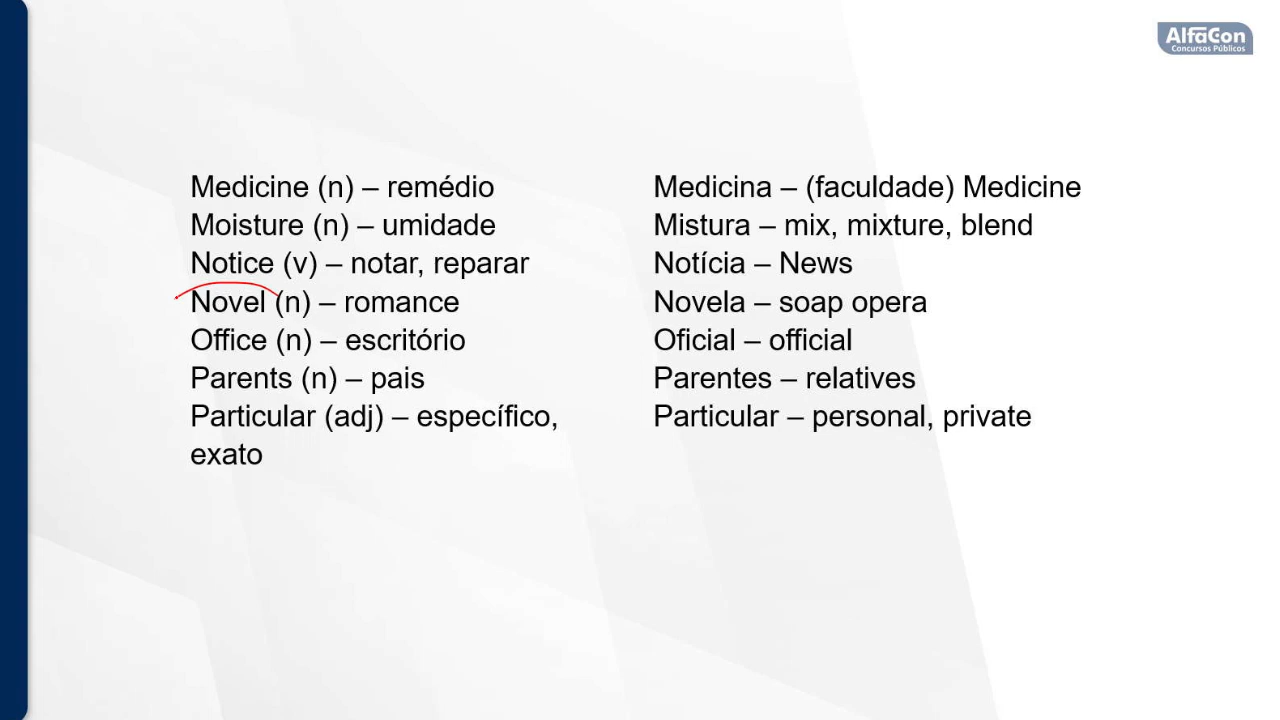 AlfaCon
Concursos Públicos
Medicine (n) – remédio
Moisture (n) – umidade
Notice (v) – notar, reparar
Novel (n) – romance
Office (n) – escritório
Parents (n) – pais
Particular (adj) – específico,
exato
Medicina – (faculdade) Medicine
Mistura – mix, mixture, blend
Notícia – News
Novela – soap opera
Oficial – official
Parentes – relatives
Particular – personal, private